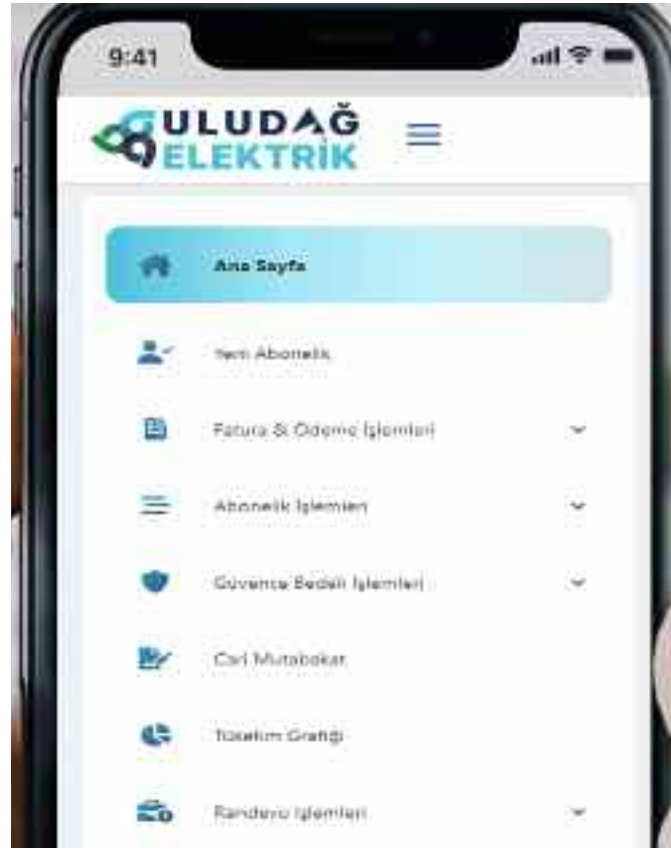 9:41
ULUDAĞ
ELEKTRİK
Ana Sayfa
Yeni Abonelik
Fatura & Ödeme İşlemleri
Abonelik İşlemleri
Güvence Bedeli İşlemleri
Cari Mutabakat
Tüketim Grafiği
Randevu İşlemleri